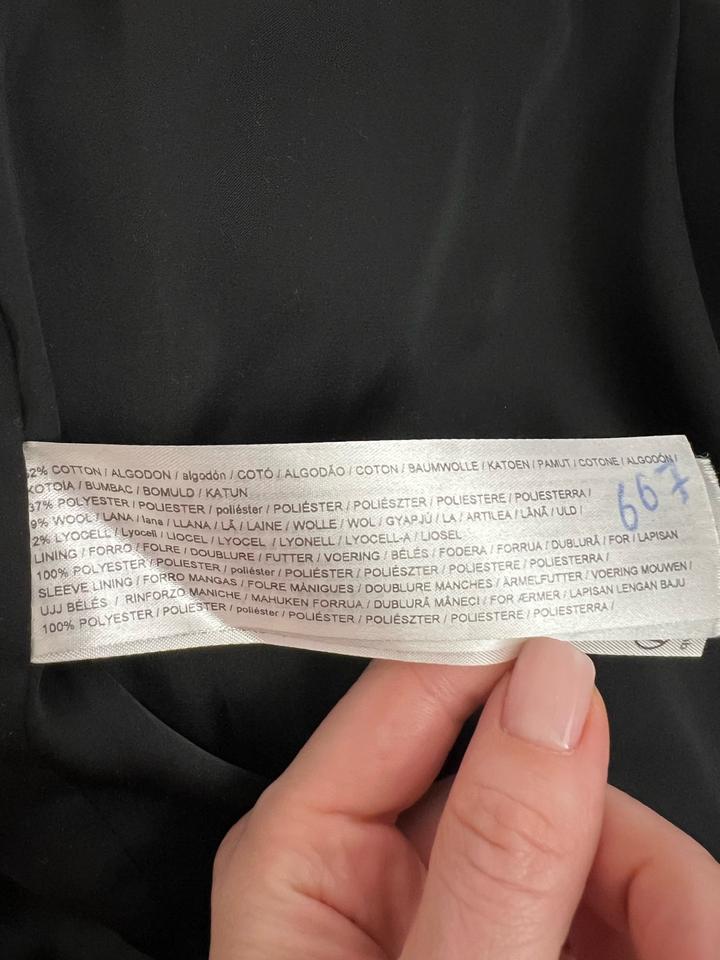 2% COTTON / ALGODON / algodón / COTÓ / ALGODÃO / COTON / BAUMWOLLE / KATOEN / PAMUT / COTONE / ALGODÓN /
KOTOIA / BUMBAC / BOMULD / KATUN
37% POLYESTER / POLIESTER / poliéster / POLIÉSTER / POLIÉSZTER / POLIESTERE / POLIESTERRA /
9% WOOL / LANA / lana / LLANA / LÃ / LAINE / WOLLE / WOL / GYAPJÚ / LA / ARTILEA / LÂNĂ / ULD /
2% LYOCELL / Lyocell / LIOCEL / LYOCEL / LYONELL / LYOCELL-A / LIOSEL
LINING / FORRO / FOLRE / DOUBLURE / FUTTER / VOERING / BÉLÉS / FODERA / FORRUA / DUBLURĂ / FOR / LAPISAN
100% POLYESTER / POLIESTER / poliéster / POLIÉSTER / POLIÉSZTER / POLIESTERE / POLIESTERRA /
SLEEVE LINING / FORRO MANGAS / FOLRE MÀNIGUES / DOUBLURE MANCHES / ÄRMELFUTTER / VOERING MOUWEN /
UJJ BÉLÉS / RINFORZO MANICHE / MAHUKEN FORRUA / DUBLURĂ MÂNECI / FOR ÆRMER / LAPISAN LENGAN BAJU
100% POLYESTER / POLIESTER / poliéster / POLIÉSTER / POLIÉSZTER / POLIESTERE / POLIESTERRA /
667